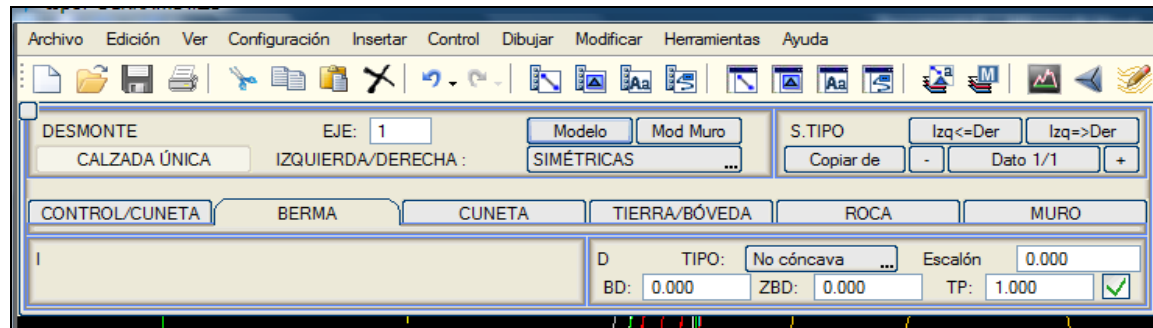 Archivo Edición Ver Configuración Insertar Control Dibujar Modificar Herramientas Ayuda
DESMONTE EJE: 1 Modelo Mod Muro S.TIPO Izq<=Der Izq=>Der
CALZADA ÚNICA IZQUIERDA/DERECHA : SIMÉTRICAS ... Copiar de - Dato 1/1 +
CONTROL/CUNETA BERMA CUNETA TIERRA/BÓVEDA ROCA MURO
I D TIPO: No cóncava ... Escalón 0.000
BD: 0.000 ZBD: 0.000 TP: 1.000